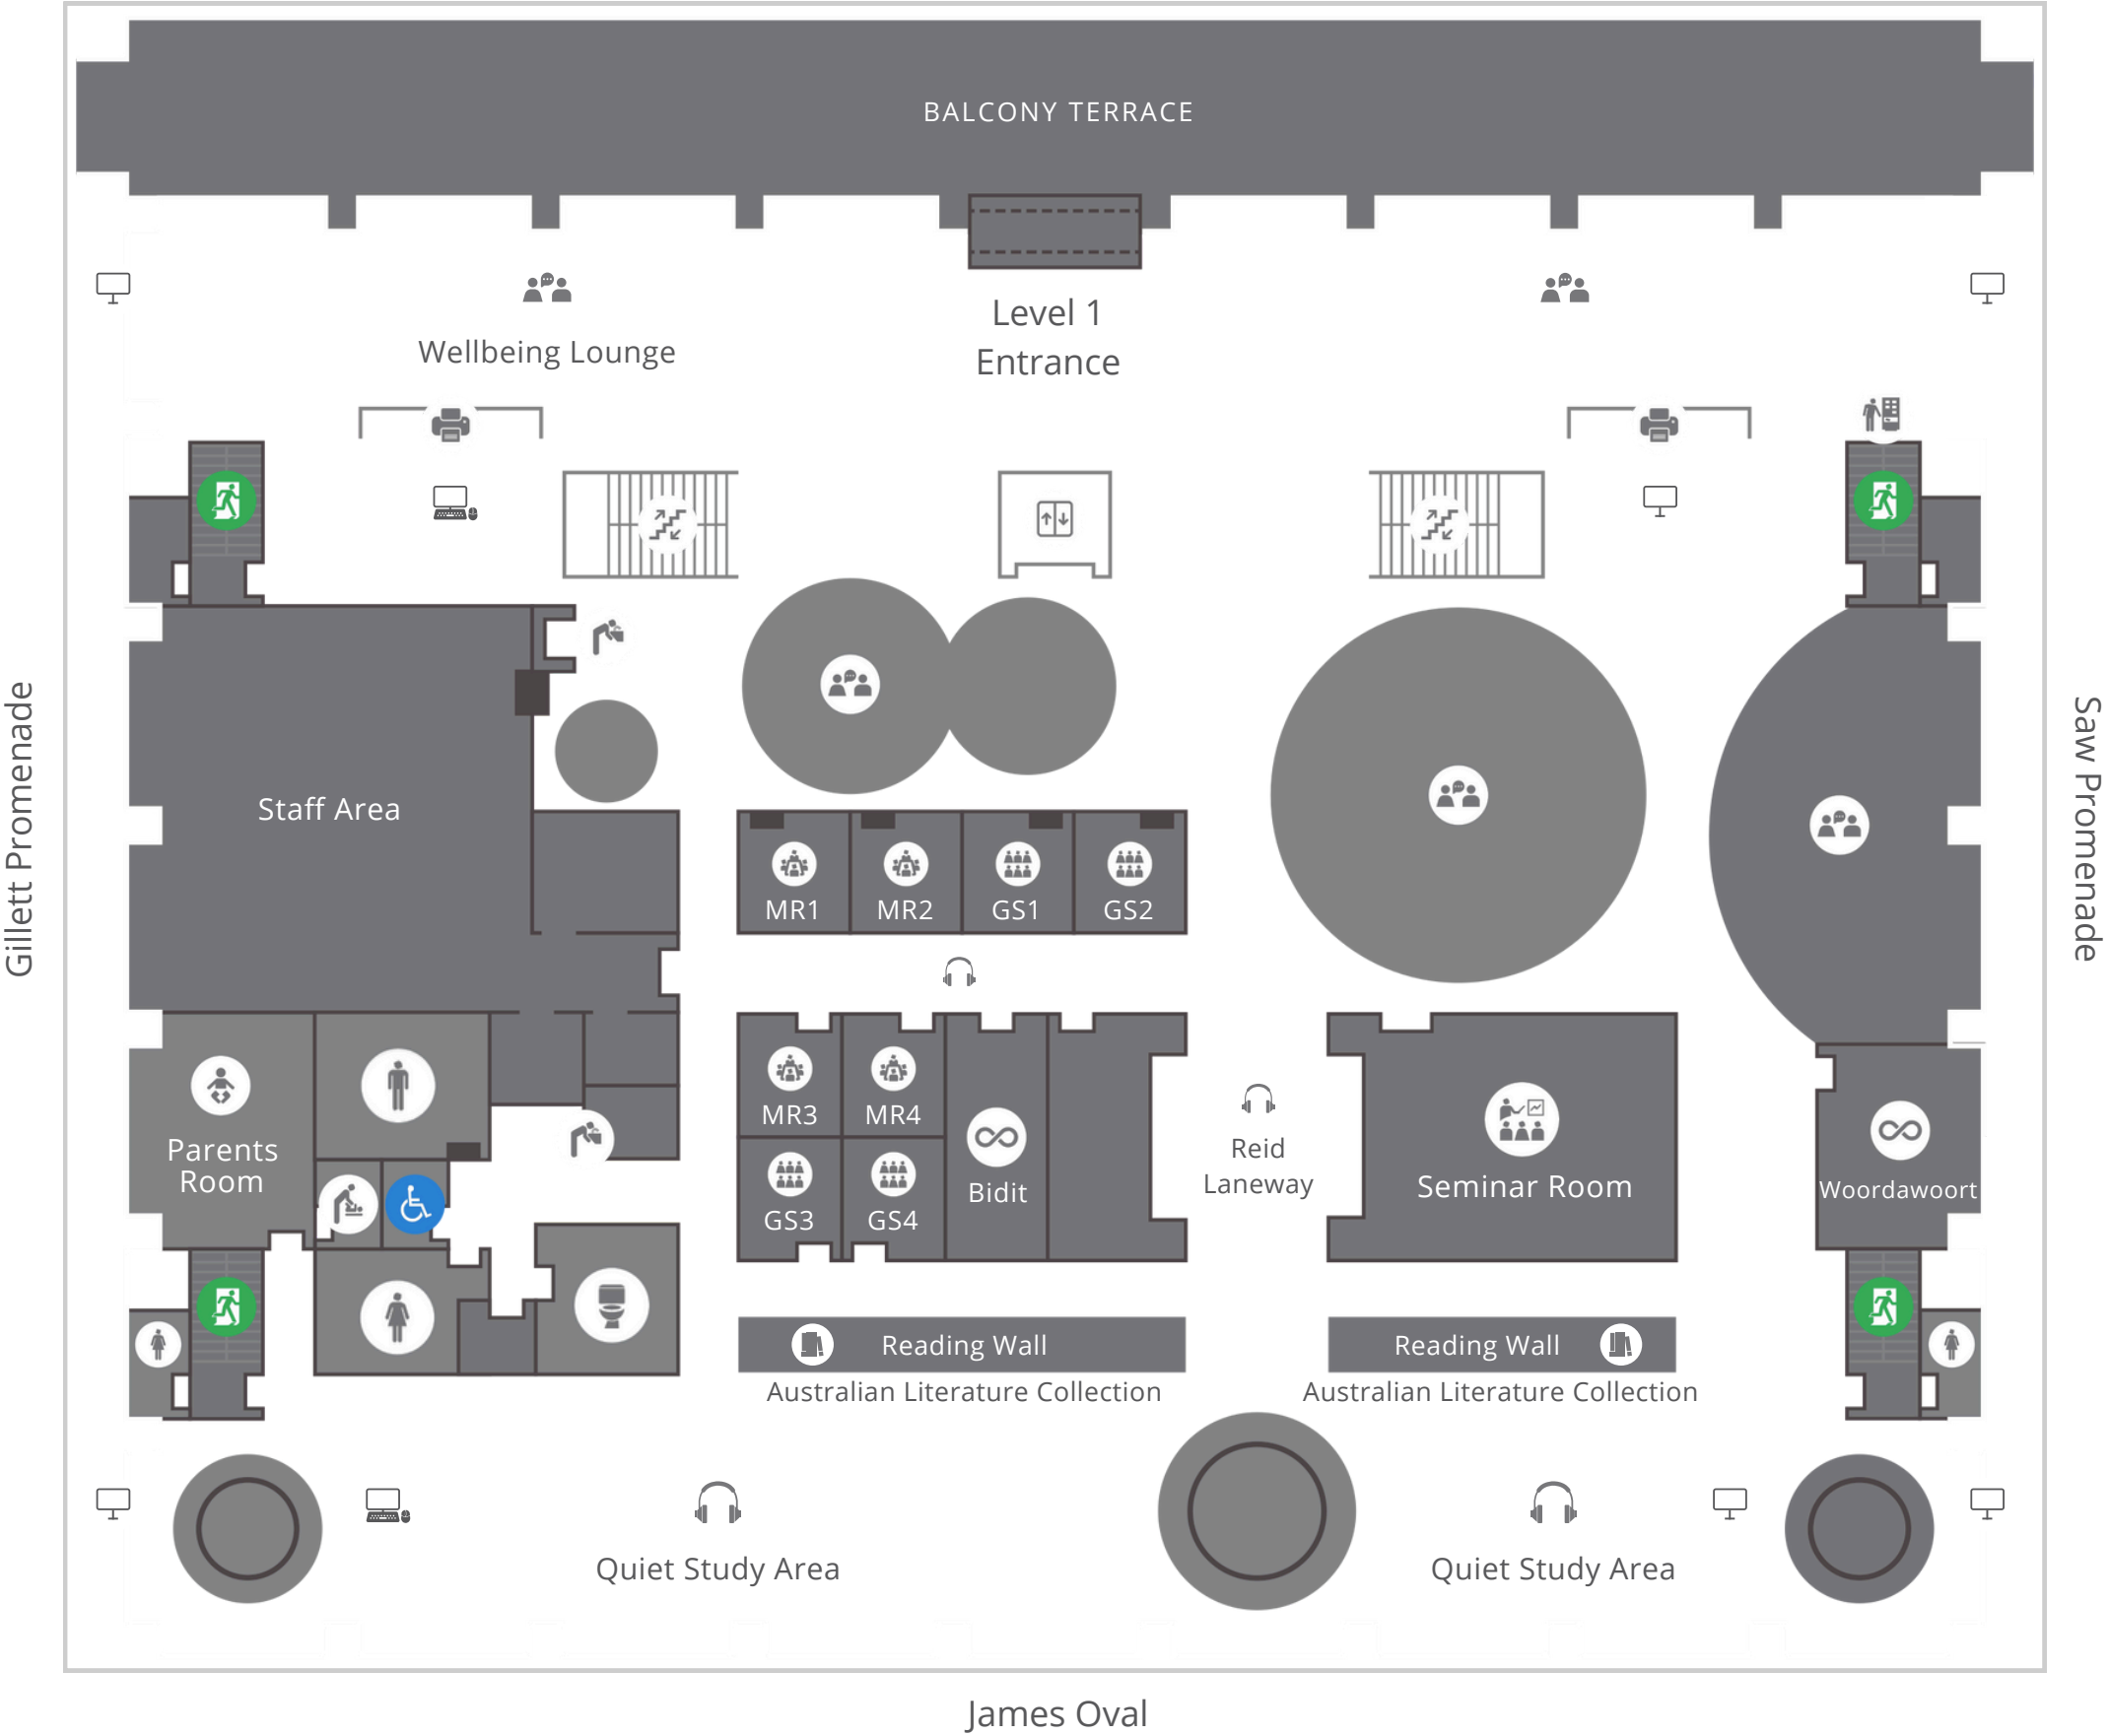 BALCONY TERRACE
Level 1
Entrance
Wellbeing Lounge
Gillett Promenade
Saw Promenade
Staff Area
MR1
MR2
GS1
GS2
MR3
MR4
Bidit
GS3
GS4
Reid
Laneway
Seminar Room
Woordawoort
Parents
Room
Reading Wall
Reading Wall
Australian Literature Collection
Australian Literature Collection
Quiet Study Area
Quiet Study Area
James Oval